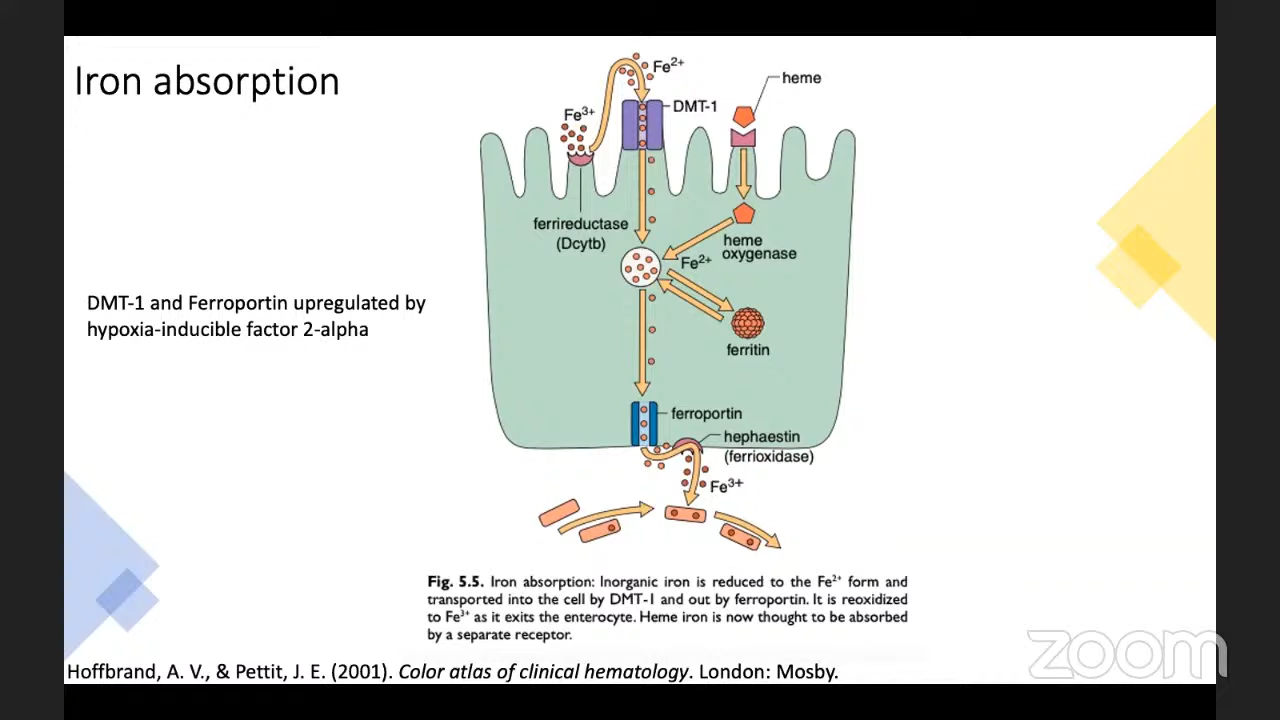 Iron absorption
Fe²⁺
heme
DMT-1
Fe³⁺
ferrireductase
(Dcytb)
heme
oxygenase
Fe²⁺
DMT-1 and Ferroportin upregulated by
hypoxia-inducible factor 2-alpha
ferritin
ferroportin
hephaestin
(ferrioxidase)
Fe³⁺
Fig. 5.5. Iron absorption: Inorganic iron is reduced to the Fe²⁺ form and
transported into the cell by DMT-1 and out by ferroportin. It is reoxidized
to Fe³⁺ as it exits the enterocyte. Heme iron is now thought to be absorbed
by a separate receptor.
zoom
Hoffbrand, A. V., & Pettit, J. E. (2001). Color atlas of clinical hematology. London: Mosby.